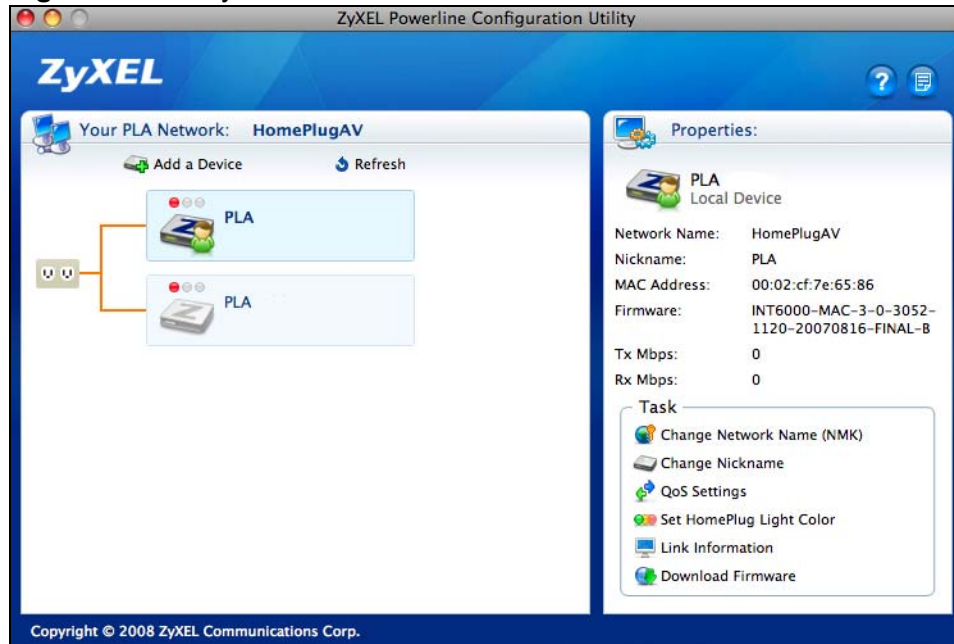 ZyXEL Powerline Configuration Utility
ZyXEL
Your PLA Network: HomePlugAV
Add a Device
Refresh
PLA
PLA
Properties:
PLA
Local Device
Network Name: HomePlugAV
Nickname: PLA
MAC Address: 00:02:cf:7e:65:86
Firmware: INT6000-MAC-3-0-3052-
1120-20070816-FINAL-B
Tx Mbps: 0
Rx Mbps: 0
Task
Change Network Name (NMK)
Change Nickname
QoS Settings
Set HomePlug Light Color
Link Information
Download Firmware
Copyright © 2008 ZyXEL Communications Corp.